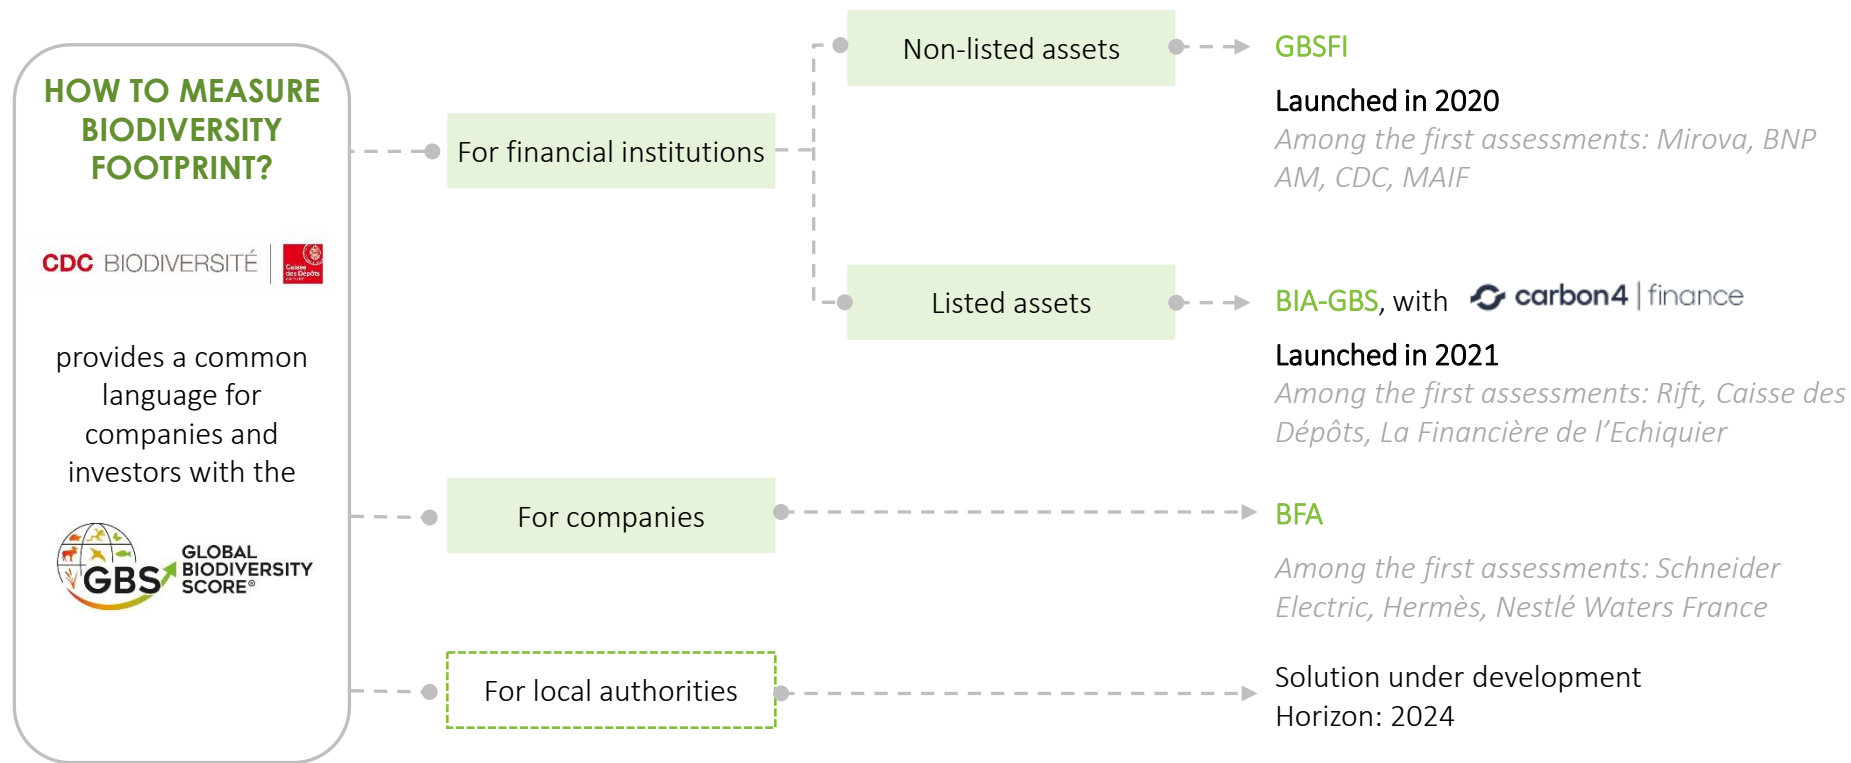 HOW TO MEASURE
BIODIVERSITY
FOOTPRINT?
CDC BIODIVERSITÉ
Caisse
des Dépôts
provides a common
language for
companies and
investors with the
GBS
GLOBAL
BIODIVERSITY
SCORE®
For financial institutions
Non-listed assets
GBSFI
Launched in 2020
Among the first assessments: Mirova, BNP
AM, CDC, MAIF
Listed assets
BIA-GBS, with carbon4 finance
Launched in 2021
Among the first assessments: Rift, Caisse des
Dépôts, La Financière de l’Echiquier
For companies
BFA
Among the first assessments: Schneider
Electric, Hermès, Nestlé Waters France
For local authorities
Solution under development
Horizon: 2024